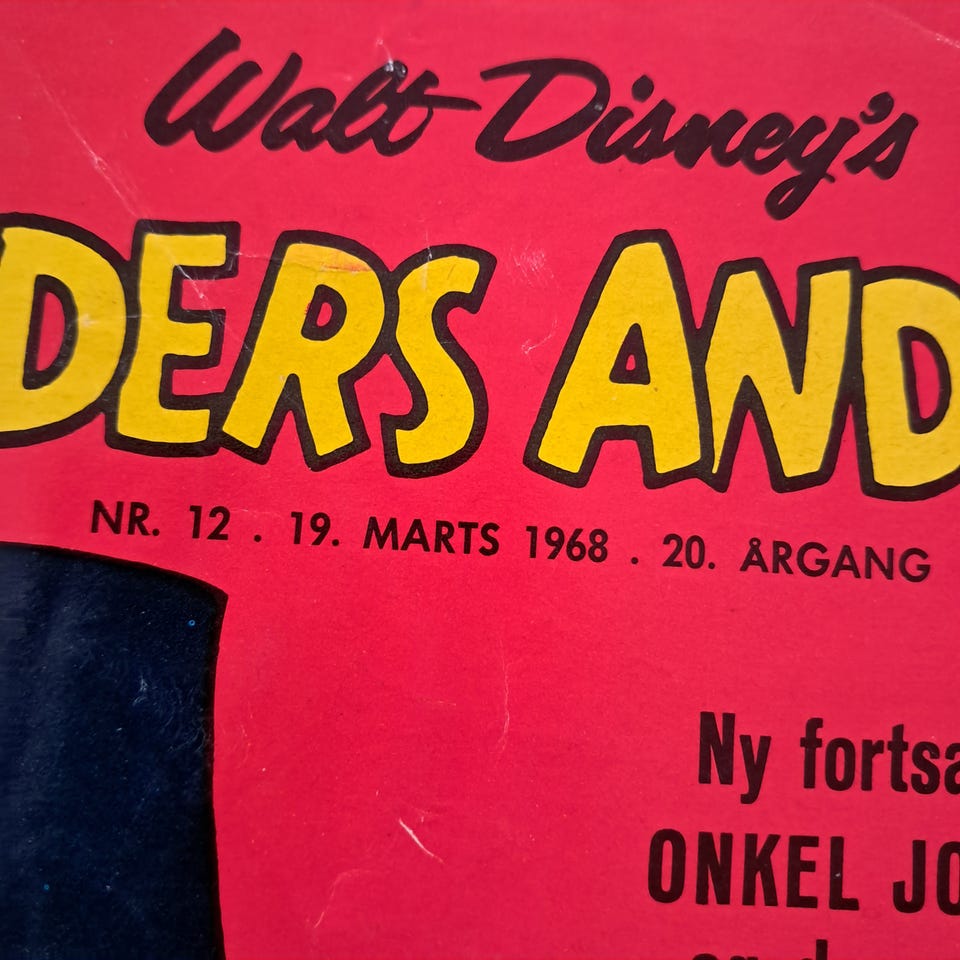 Walt Disney's
DERS AND
NR. 12 . 19. MARTS 1968 . 20. ÅRGANG
Ny fortsa
ONKEL JO